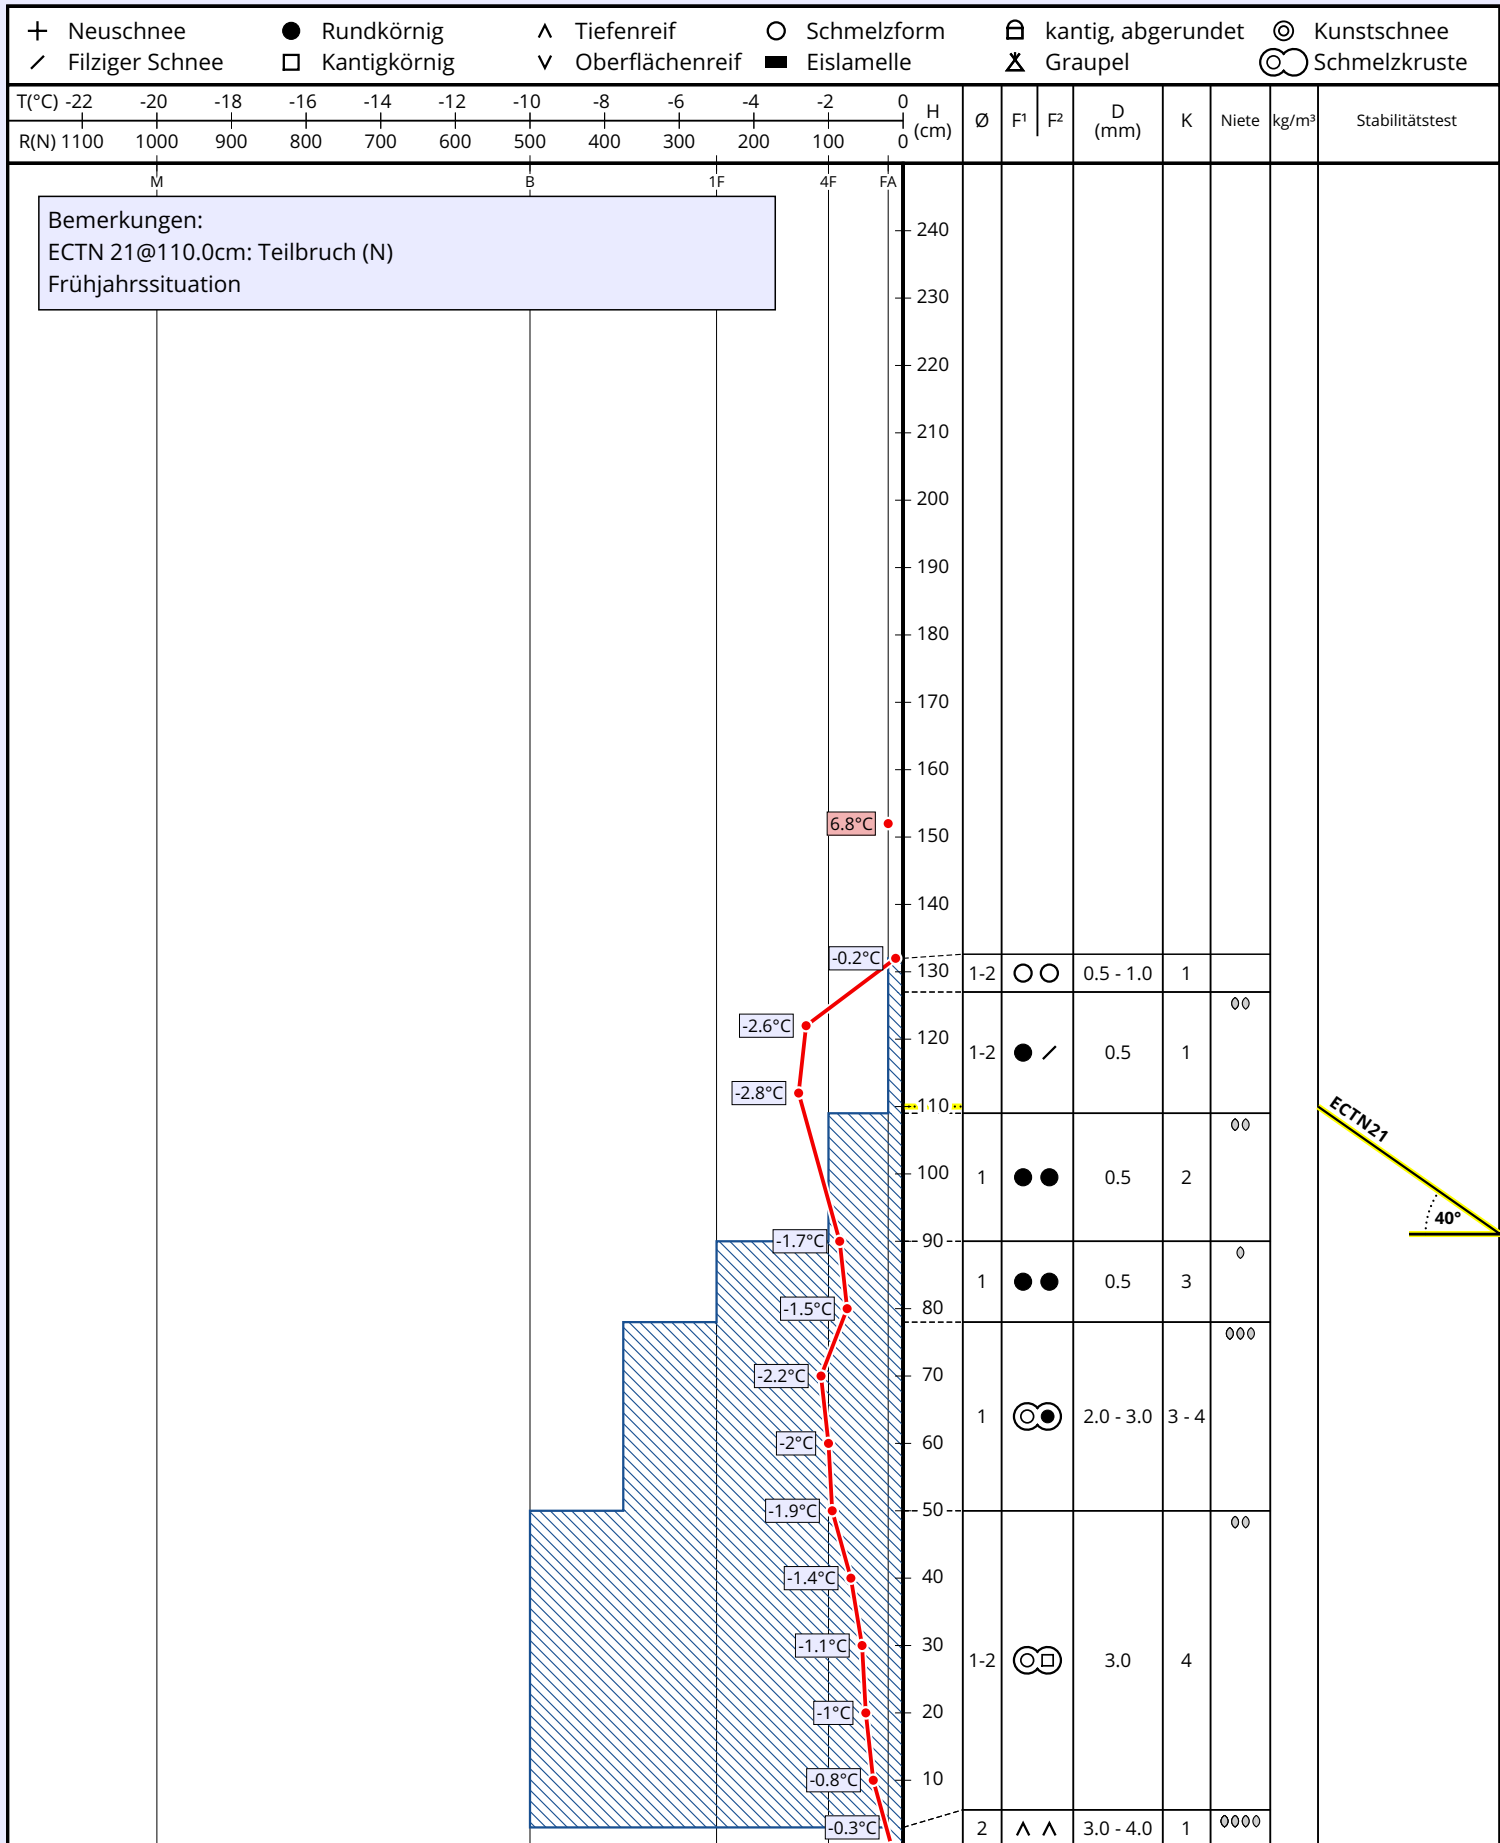 Neuschnee Rundkörnig Tiefenreif Schmelzform kantig, abgerundet Kunstschnee
Filziger Schnee Kantigkörnig Oberflächenreif Eislamelle Graupel Schmelzkruste
T(°C) -22 -20 -18 -16 -14 -12 -10 -8 -6 -4 -2 0
R(N) 1100 1000 900 800 700 600 500 400 300 200 100 0
H (cm) Ø F¹ F² D (mm) K Niete kg/m³ Stabilitätstest
M B 1F 4F FA
Bemerkungen:
ECTN 21@110.0cm: Teilbruch (N)
Frühjahrssituation
240
230
220
210
200
190
180
170
160
6.8°C
150
140
-0.2°C
130 1-2 0.5 - 1.0 1
-2.6°C
120
1-2 0.5 1
-2.8°C
110
ECTN21
100 1 0.5 2
40°
-1.7°C 90
1 0.5 3
-1.5°C 80
-2.2°C 70
1 2.0 - 3.0 3 - 4
-2°C 60
-1.9°C 50
-1.4°C 40
-1.1°C 30
1-2 3.0 4
-1°C 20
-0.8°C 10
-0.3°C 2 3.0 - 4.0 1